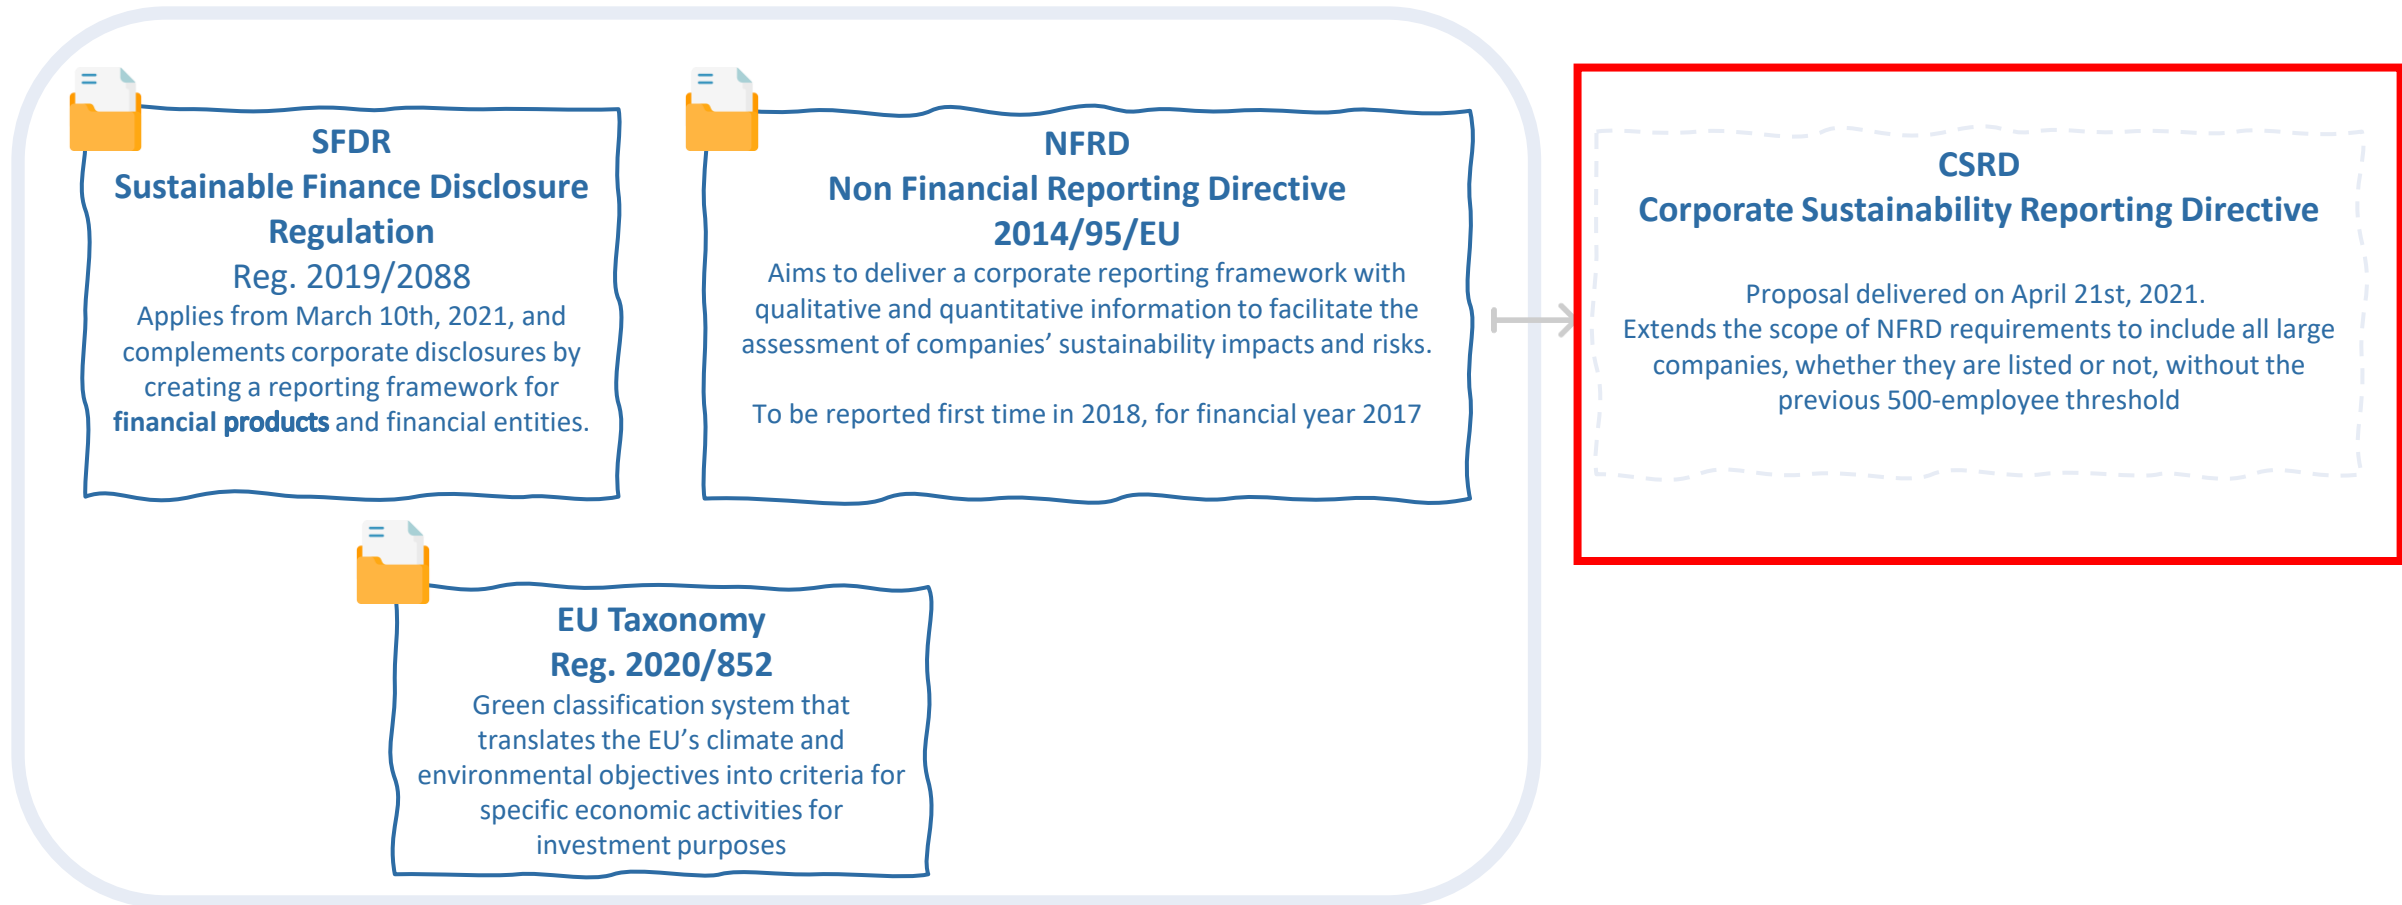 SFDR
Sustainable Finance Disclosure
Regulation
Reg. 2019/2088
Applies from March 10th, 2021, and
complements corporate disclosures by
creating a reporting framework for
financial products and financial entities.
NFRD
Non Financial Reporting Directive
2014/95/EU
Aims to deliver a corporate reporting framework with
qualitative and quantitative information to facilitate the
assessment of companies’ sustainability impacts and risks.
To be reported first time in 2018, for financial year 2017
CSRD
Corporate Sustainability Reporting Directive
Proposal delivered on April 21st, 2021.
Extends the scope of NFRD requirements to include all large
companies, whether they are listed or not, without the
previous 500-employee threshold
EU Taxonomy
Reg. 2020/852
Green classification system that
translates the EU’s climate and
environmental objectives into criteria for
specific economic activities for
investment purposes